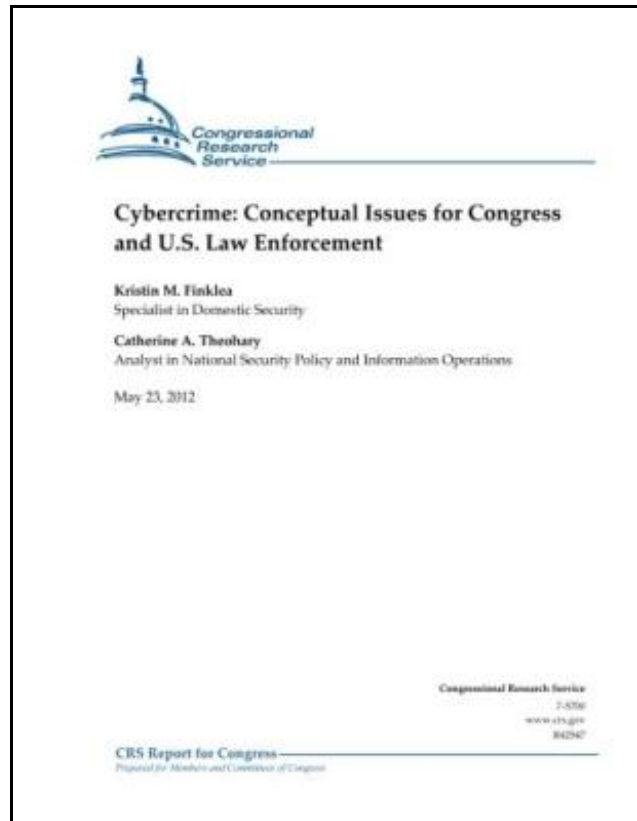 Congressional
Research
Service
Cybercrime: Conceptual Issues for Congress
and U.S. Law Enforcement
Kristin M. Finklea
Specialist in Domestic Security
Catherine A. Theohary
Analyst in National Security Policy and Information Operations
May 23, 2012
Congressional Research Service
7-5700
www.crs.gov
R42547
CRS Report for Congress
Prepared for Members and Committees of Congress